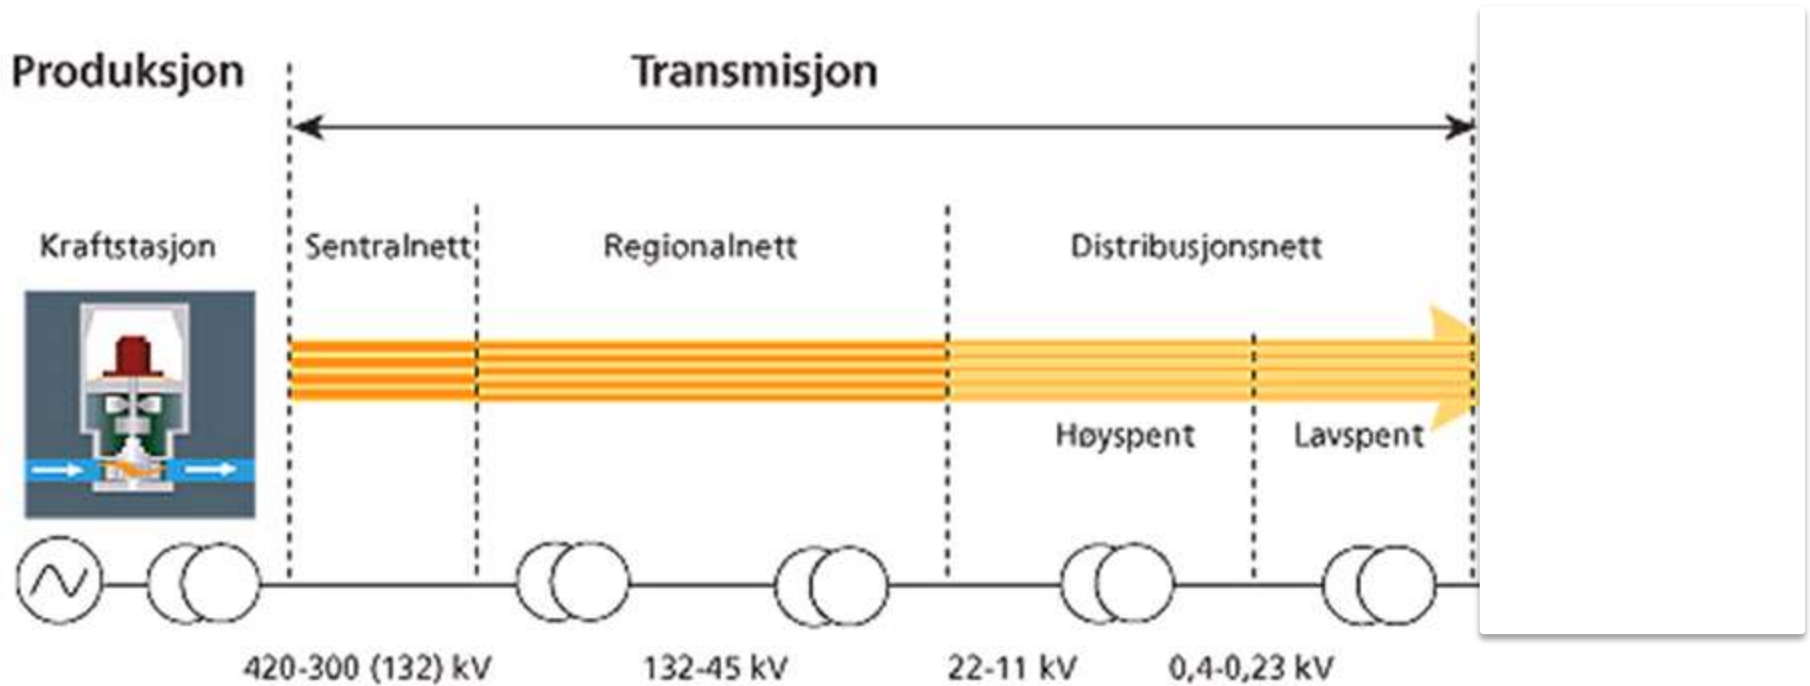 Produksjon
Transmisjon
Kraftstasjon
Sentralnett
Regionalnett
Distribusjonsnett
Høyspent
Lavspent
420-300 (132) kV
132-45 kV
22-11 kV
0,4-0,23 kV